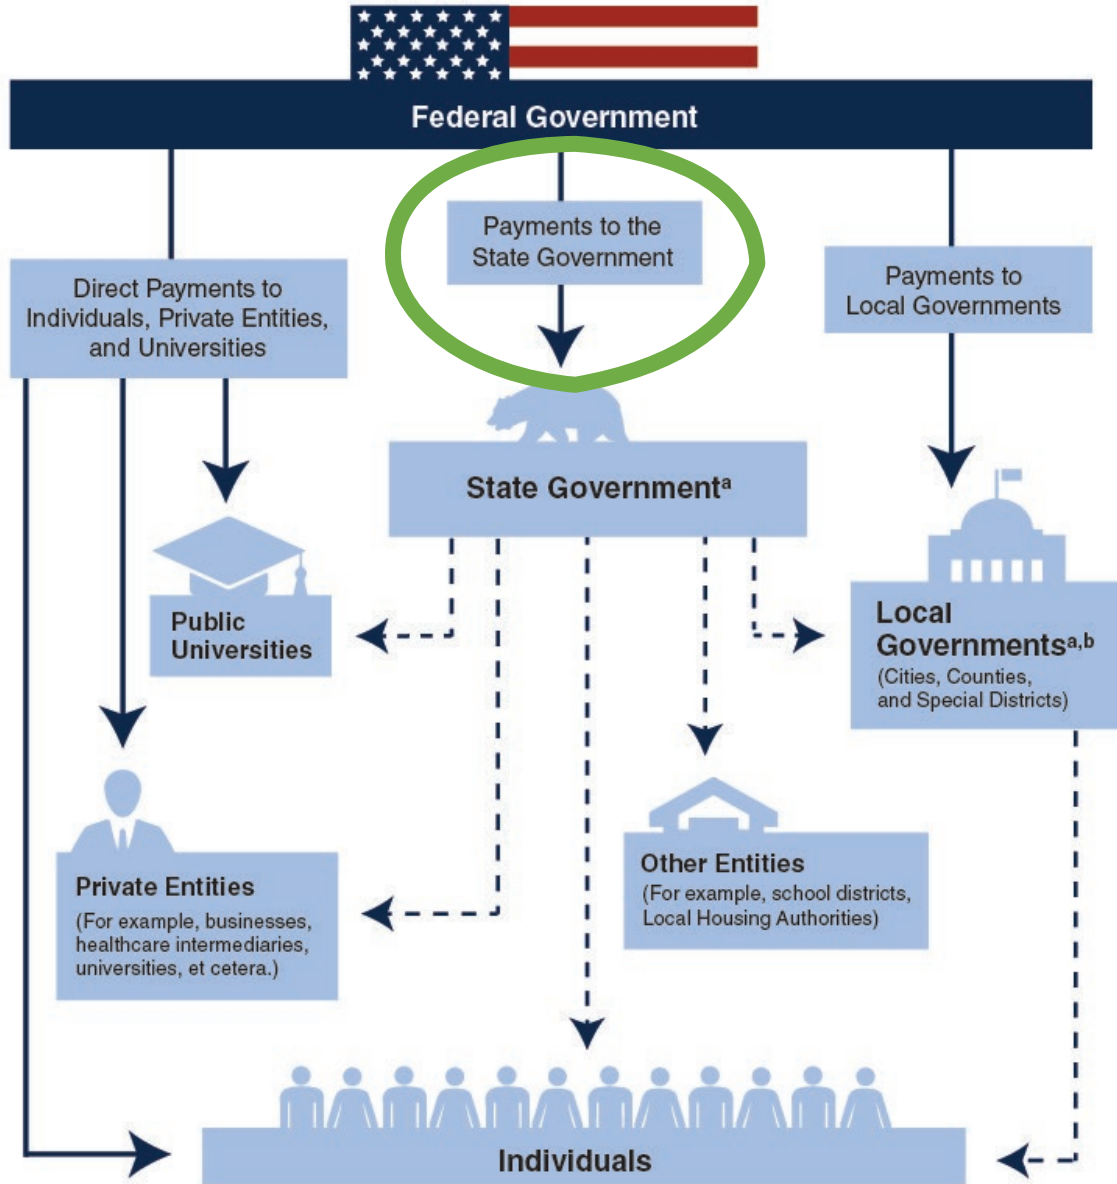 Federal Government
Payments to the
State Government
Direct Payments to
Individuals, Private Entities,
and Universities
Payments to
Local Governments
State Governmentᵃ
Public
Universities
Local
Governmentsᵃ,ᵇ
(Cities, Counties,
and Special Districts)
Private Entities
(For example, businesses,
healthcare intermediaries,
universities, et cetera.)
Other Entities
(For example, school districts,
Local Housing Authorities)
Individuals